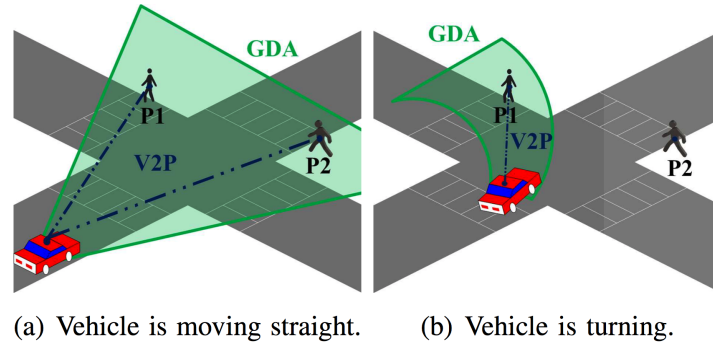 GDA
P1
V2P
P2
GDA
P1
V2P
P2
(a) Vehicle is moving straight.
(b) Vehicle is turning.